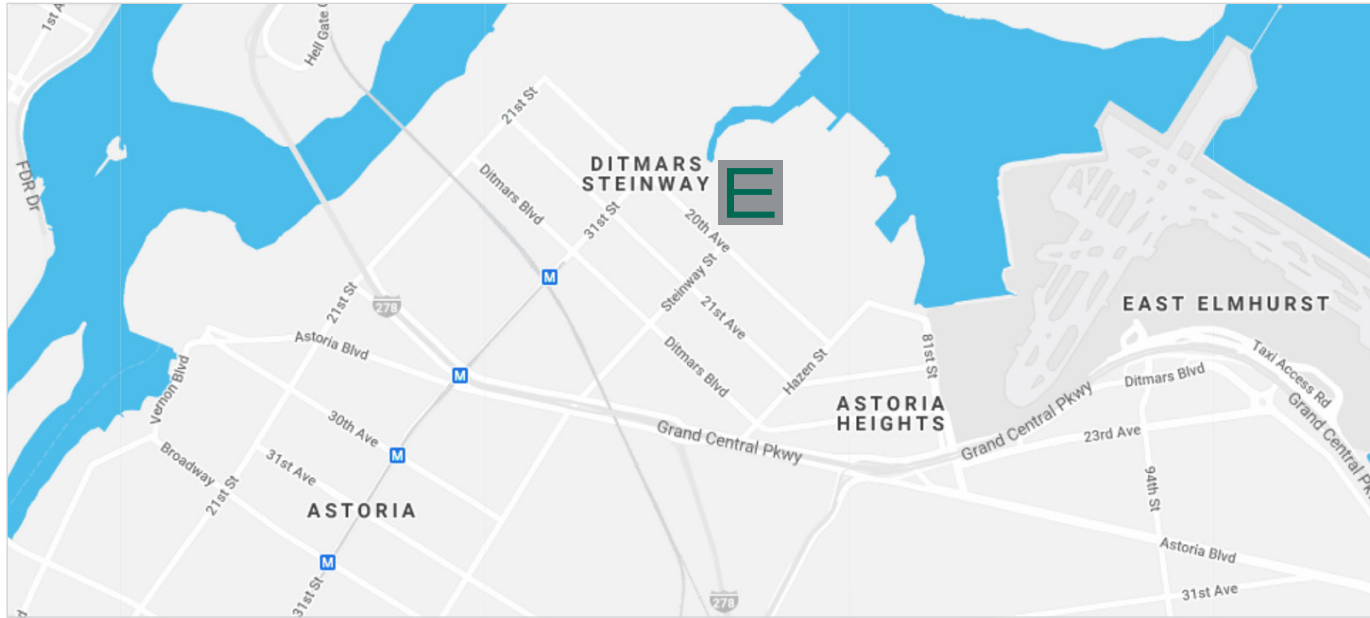 1st A
Hell Gate C
21st St
FDR Dr
DITMARS
STEINWAY
E
Ditmars Blvd
31st St
20th Ave
Steinway St
M
21st St
278
21st Ave
EAST ELMHURST
Astoria Blvd
81st St
Taxi Access Rd
Ditmars Blvd
Hazen St
Ditmars Blvd
M
Vernon Blvd
ASTORIA
HEIGHTS
Grand Central Pkwy
Grand Central Pk
30th Ave
Grand Central Pkwy
23rd Ave
M
Broadway
31st Ave
21st St
94th St
ASTORIA
Astoria Blvd
M
31st St
278
31st Ave
d